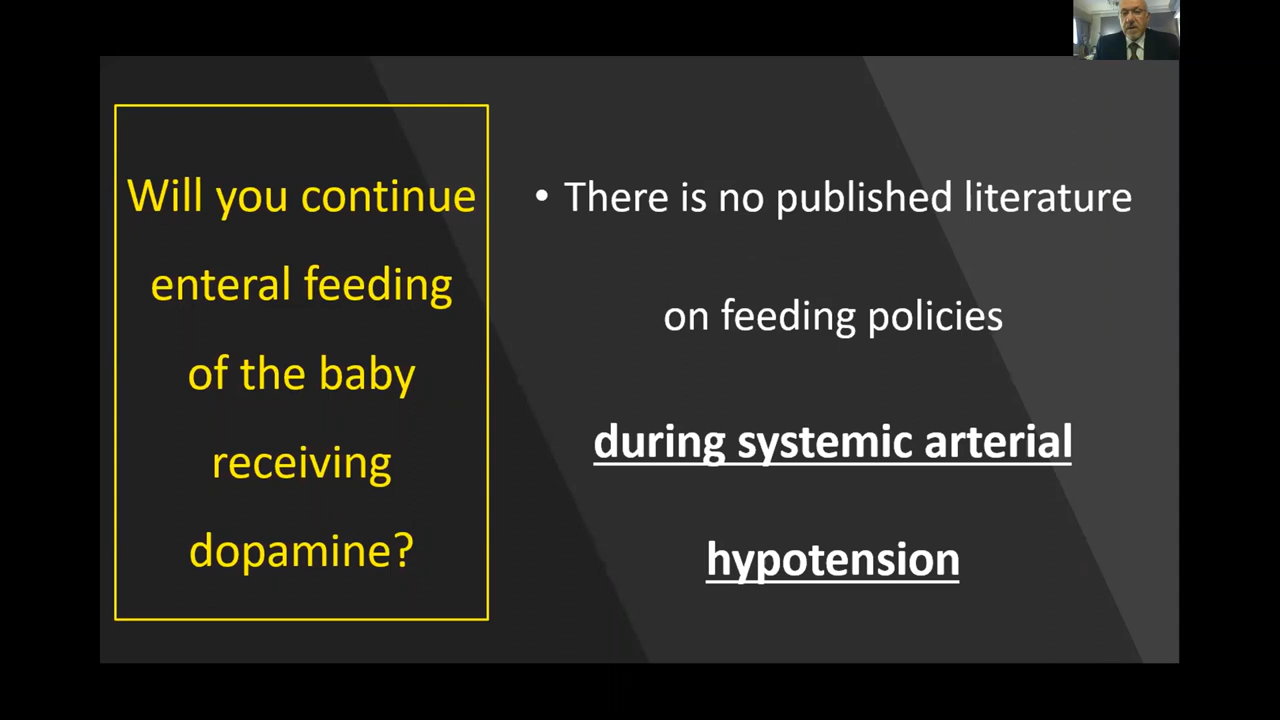 Will you continue
enteral feeding
of the baby
receiving
dopamine?
• There is no published literature
on feeding policies
during systemic arterial
hypotension